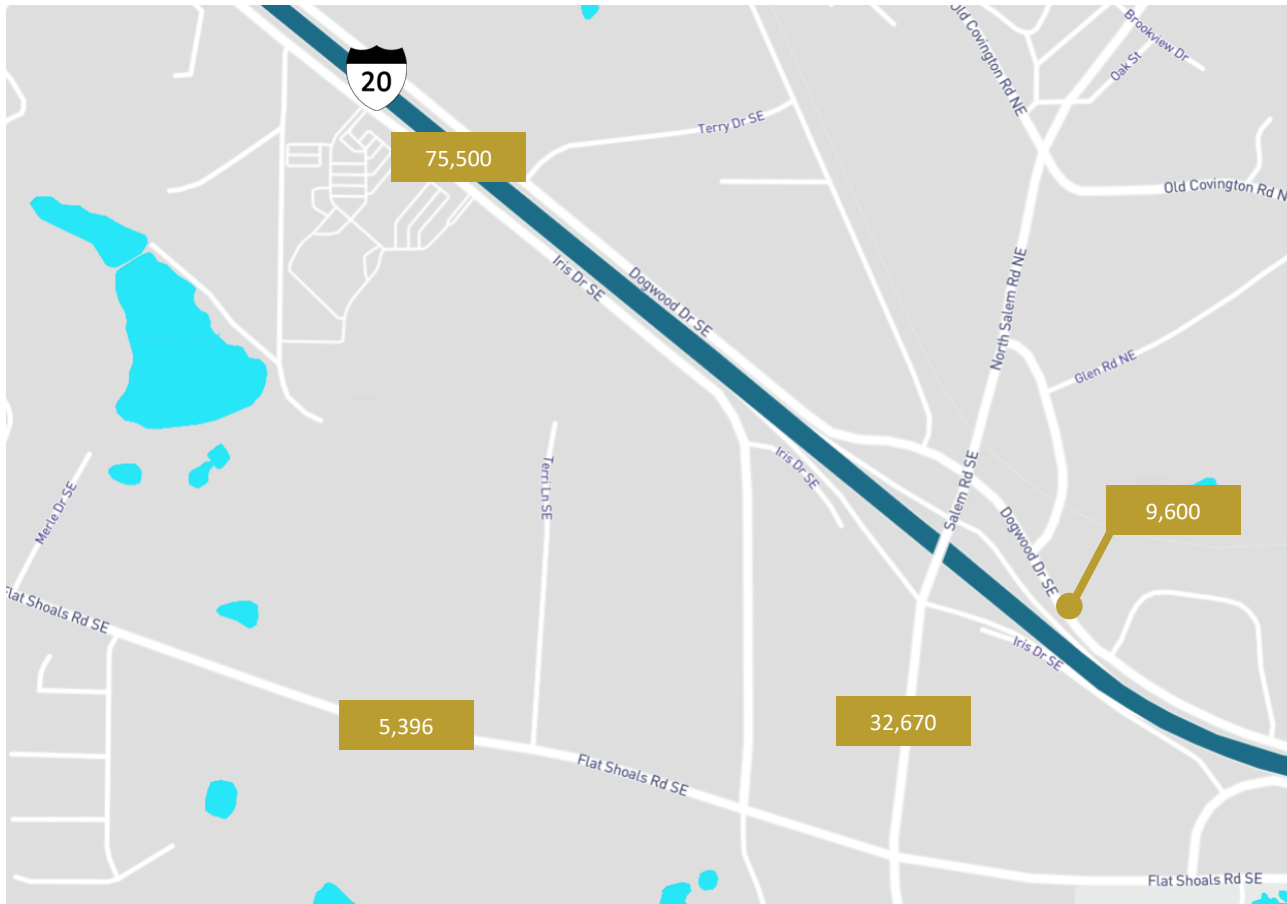 Old Covington Rd NE
Brookview Dr
Oak St
20
Terry Dr SE
75,500
Old Covington Rd N
Iris Dr SE
Dogwood Dr SE
North Salem Rd NE
Glen Rd NE
Iris Dr SE
Terri Ln SE
Salem Rd SE
Merle Dr SE
Dogwood Dr SE
9,600
Flat Shoals Rd SE
Iris Dr SE
5,396
32,670
Flat Shoals Rd SE
Flat Shoals Rd SE